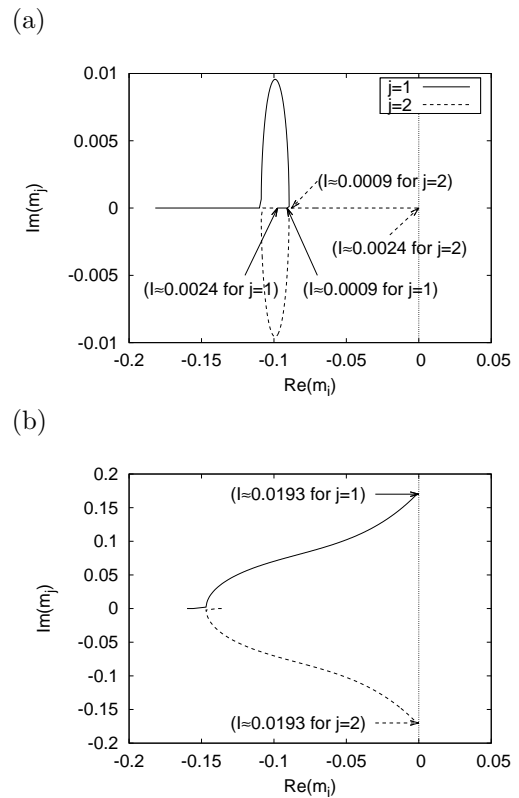 (a)
0.01
0.005
0
-0.005
-0.01
Im(m_j)
j=1
j=2
(I≈0.0009 for j=2)
(I≈0.0024 for j=2)
(I≈0.0024 for j=1) (I≈0.0009 for j=1)
-0.2 -0.15 -0.1 -0.05 0 0.05
Re(m_j)
(b)
0.2
0.15
0.1
0.05
0
-0.05
-0.1
-0.15
-0.2
Im(m_j)
(I≈0.0193 for j=1)
(I≈0.0193 for j=2)
-0.2 -0.15 -0.1 -0.05 0 0.05
Re(m_j)